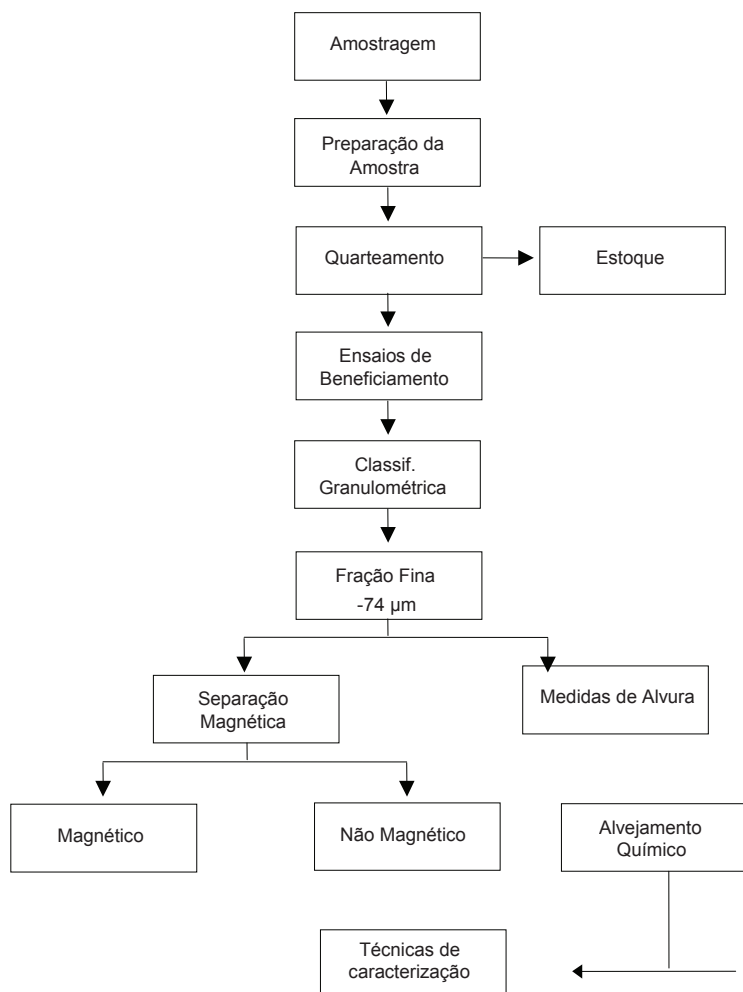 Amostragem
Preparação da
Amostra
Quarteamento
Estoque
Ensaios de
Beneficiamento
Classif.
Granulométrica
Fração Fina
-74 µm
Separação
Magnética
Medidas de Alvura
Magnético
Não Magnético
Alvejamento
Químico
Técnicas de
caracterização